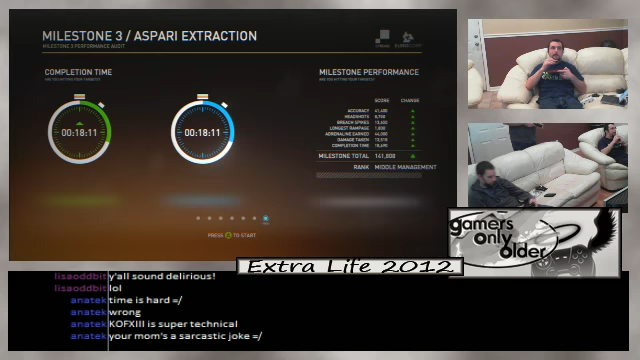 MILESTONE 3 / ASPARI EXTRACTION
MILESTONE 3 PERFORMANCE AUDIT
COMPLETION TIME
00:18:11
00:18:11
MILESTONE PERFORMANCE
SCORE CHANGE
ACCURACY
HEADSHOTS
BREACH SPIKES
LONGEST RAMPAGE
ADRENALINE EARNED
DAMAGE TAKEN
COMPLETION TIME
MILESTONE TOTAL 141,000
RANK MIDDLE MANAGEMENT
PRESS TO START
gamers
only
older
Extra Life 2012
lisaoddbit y'all sound delirious!
lisaoddbit lol
anatek time is hard =/
anatek wrong
anatek KOFXIII is super technical
anatek your mom's a sarcastic joke =/